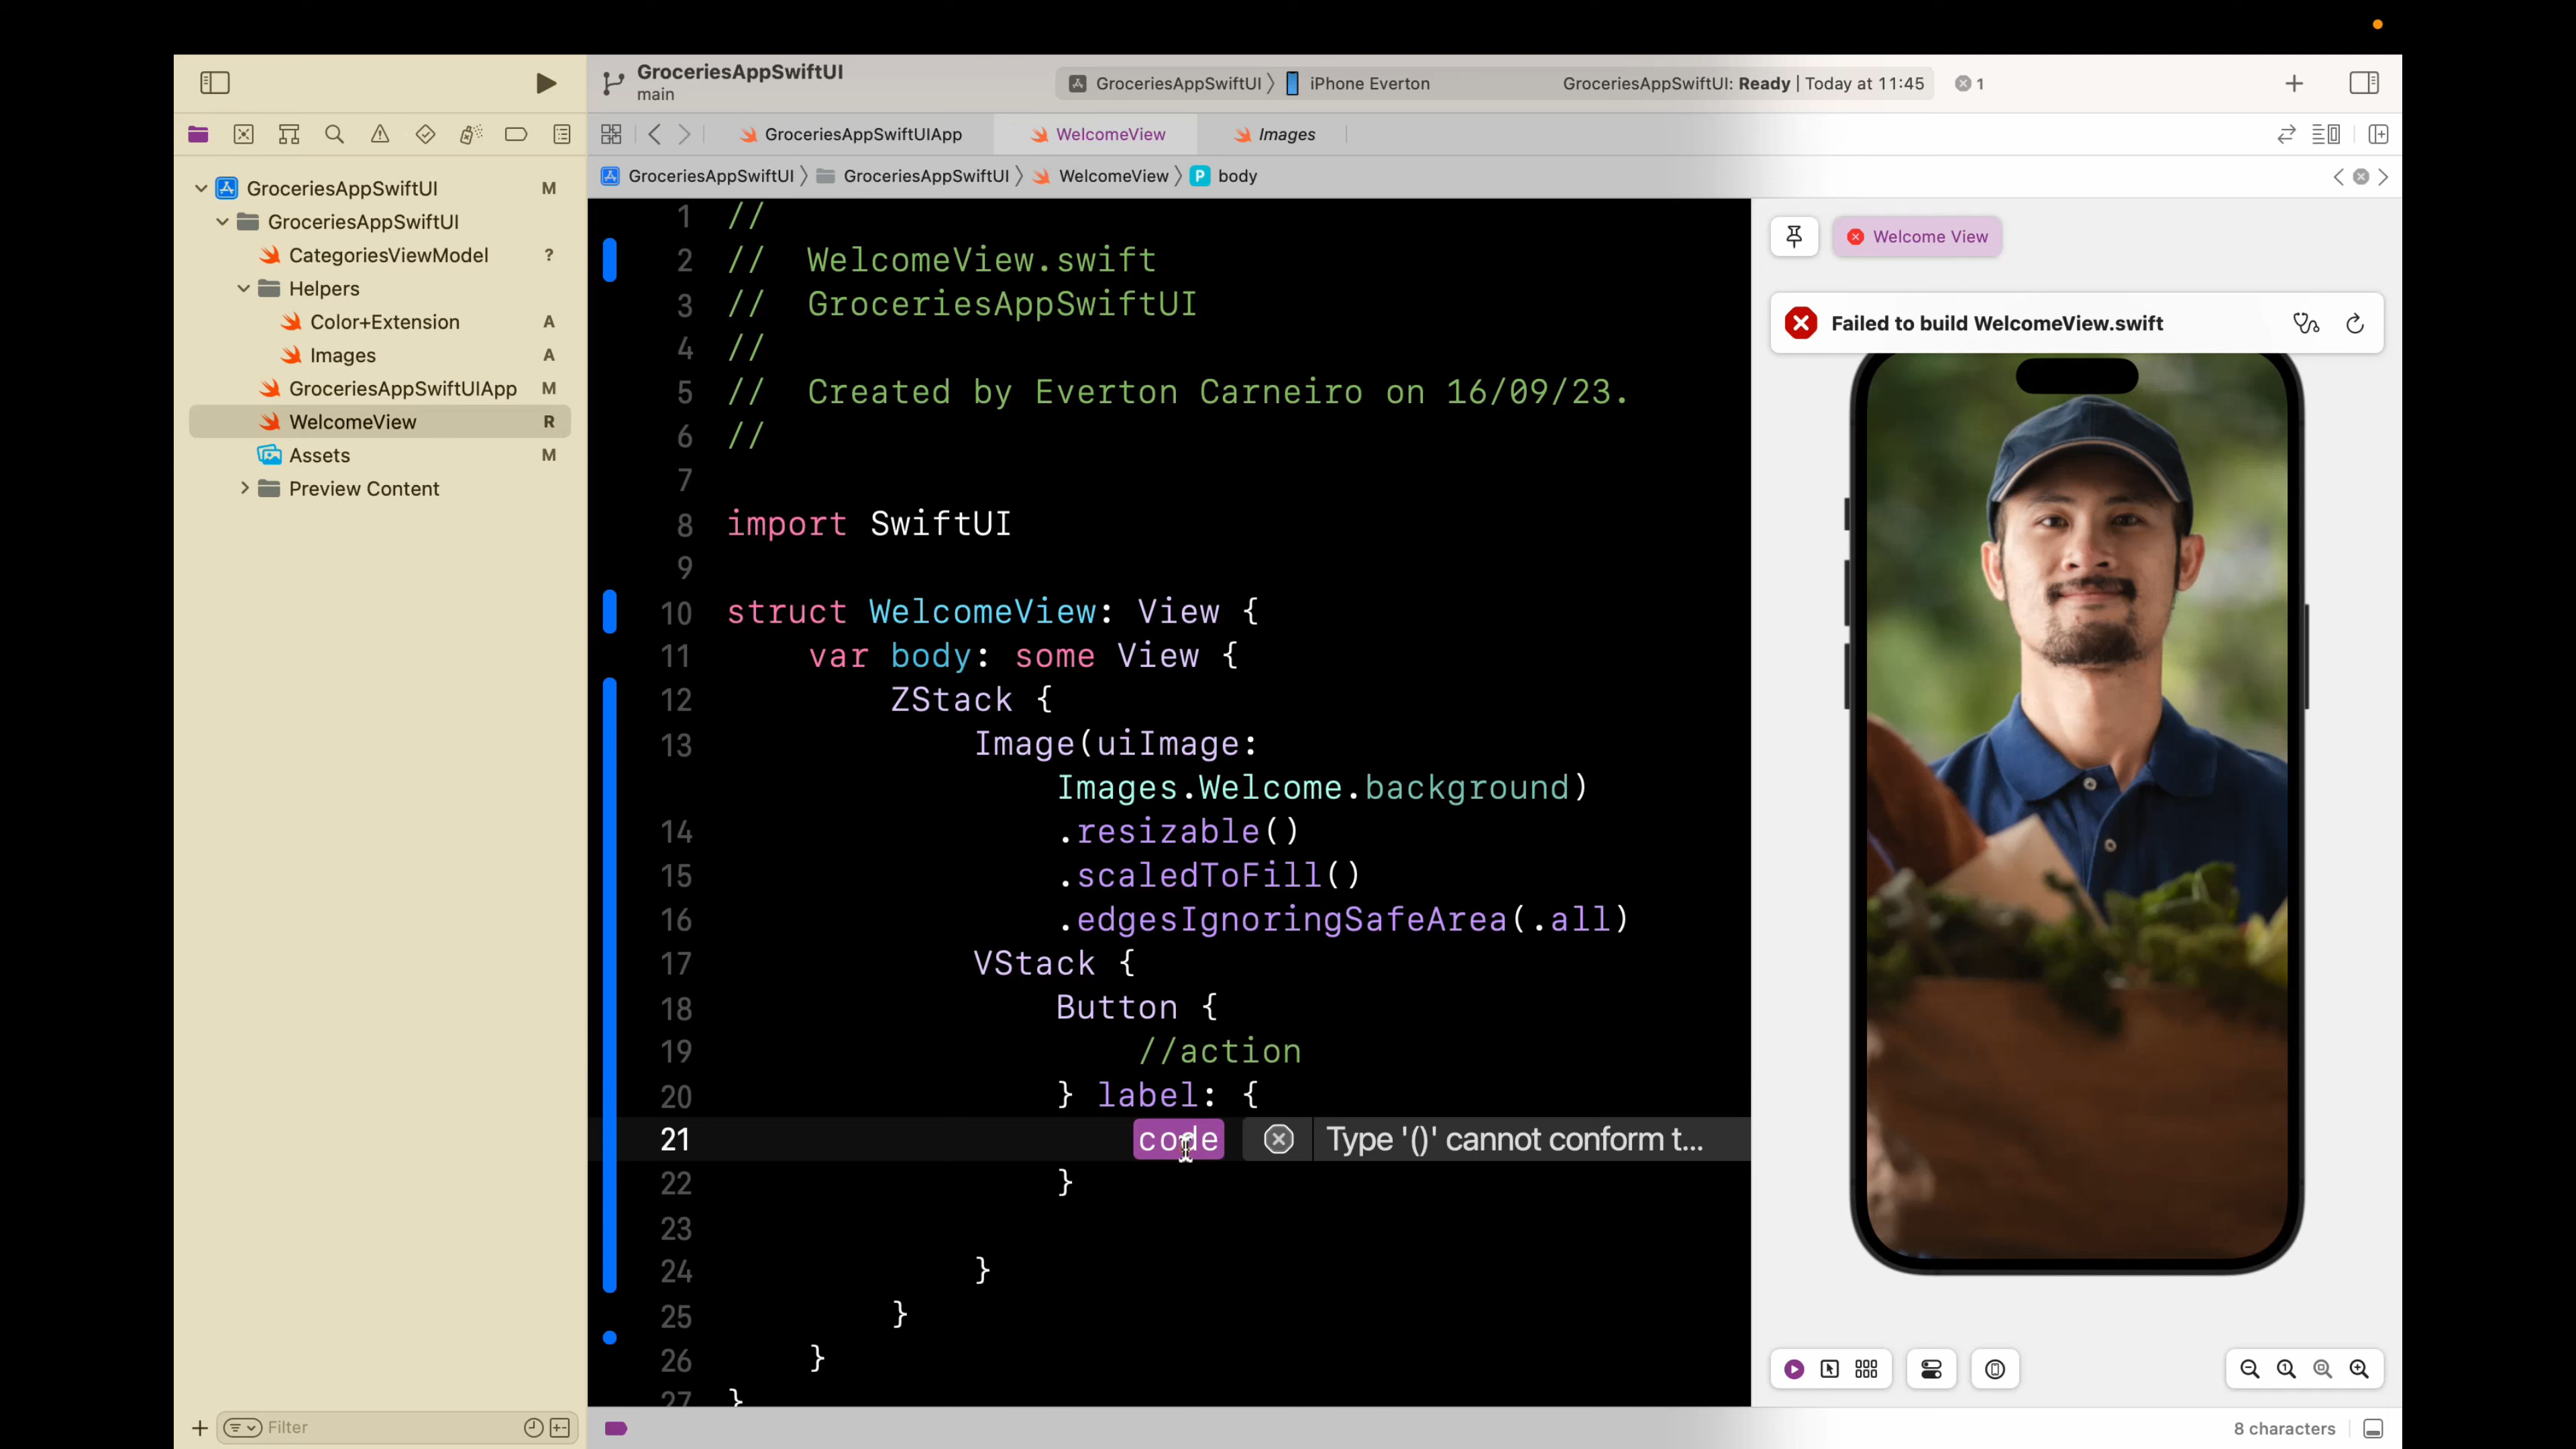 GroceriesAppSwiftUI
main
GroceriesAppSwiftUI
iPhone Everton
GroceriesAppSwiftUI: Ready | Today at 11:45
1
GroceriesAppSwiftUIApp
WelcomeView
Images
GroceriesAppSwiftUI
GroceriesAppSwiftUI
WelcomeView
P
body
GroceriesAppSwiftUI M
GroceriesAppSwiftUI
CategoriesViewModel ?
Helpers
Color+Extension A
Images A
GroceriesAppSwiftUIApp M
WelcomeView R
Assets M
Preview Content
Filter
1 //
2 //  WelcomeView.swift
3 //  GroceriesAppSwiftUI
4 //
5 //  Created by Everton Carneiro on 16/09/23.
6 //
7
8 import SwiftUI
9
10 struct WelcomeView: View {
11     var body: some View {
12         ZStack {
13             Image(uiImage:
Images.Welcome.background)
14                 .resizable()
15                 .scaledToFill()
16                 .edgesIgnoringSafeArea(.all)
17             VStack {
18                 Button {
19                     //action
20                 } label: {
21                     code
Type '()' cannot conform t...
22                 }
23
24             }
25         }
26     }
27 }
Welcome View
Failed to build WelcomeView.swift
8 characters